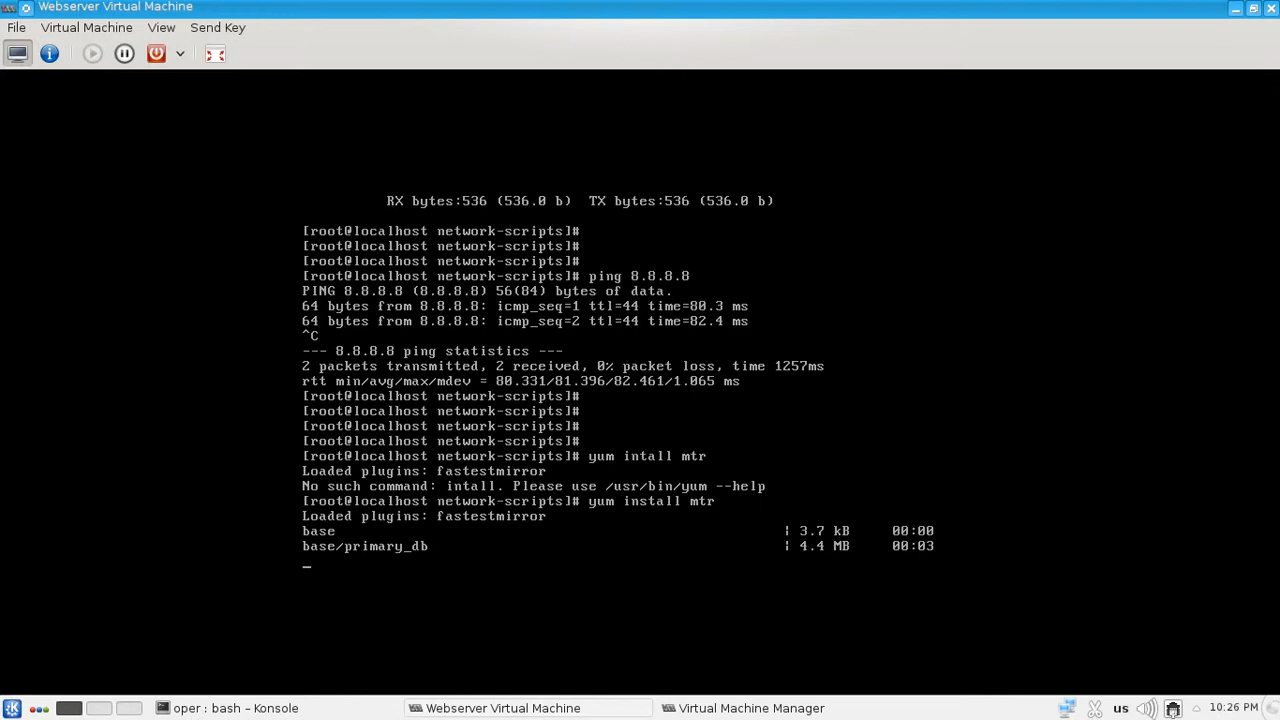 Webserver Virtual Machine
File Virtual Machine View Send Key
RX bytes:536 (536.0 b) TX bytes:536 (536.0 b)
[root@localhost network-scripts]#
[root@localhost network-scripts]#
[root@localhost network-scripts]#
[root@localhost network-scripts]# ping 8.8.8.8
PING 8.8.8.8 (8.8.8.8) 56(84) bytes of data.
64 bytes from 8.8.8.8: icmp_seq=1 ttl=44 time=80.3 ms
64 bytes from 8.8.8.8: icmp_seq=2 ttl=44 time=82.4 ms
^C
--- 8.8.8.8 ping statistics ---
2 packets transmitted, 2 received, 0% packet loss, time 1257ms
rtt min/avg/max/mdev = 80.331/81.396/82.461/1.065 ms
[root@localhost network-scripts]#
[root@localhost network-scripts]#
[root@localhost network-scripts]#
[root@localhost network-scripts]#
[root@localhost network-scripts]# yum intall mtr
Loaded plugins: fastestmirror
No such command: intall. Please use /usr/bin/yum --help
[root@localhost network-scripts]# yum install mtr
Loaded plugins: fastestmirror
base | 3.7 kB 00:00
base/primary_db | 4.4 MB 00:03
_
oper : bash – Konsole Webserver Virtual Machine Virtual Machine Manager us 10:26 PM